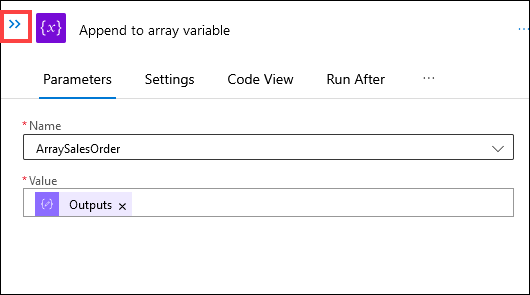 Append to array variable
Parameters Settings Code View Run After ...
* Name
ArraySalesOrder
* Value
Outputs ×